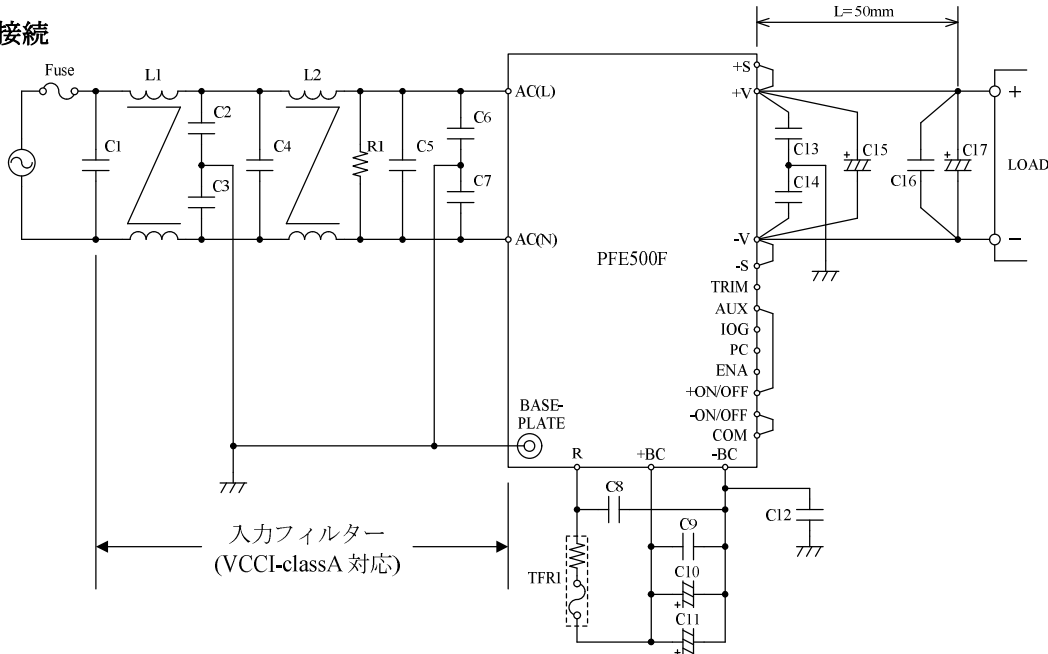 接続
L=50mm
Fuse
L1
L2
C1
C2
C3
C4
R1
C5
C6
C7
AC(L)
AC(N)
PFE500F
BASE-
PLATE
+S
+V
-V
-S
TRIM
AUX
IOG
PC
ENA
+ON/OFF
-ON/OFF
COM
C13
C14
C15
C16
C17
+
LOAD
−
R
+BC
-BC
C8
C9
C10
C11
C12
TFR1
+
+
+
+
入力フィルター
(VCCI-classA 対応)